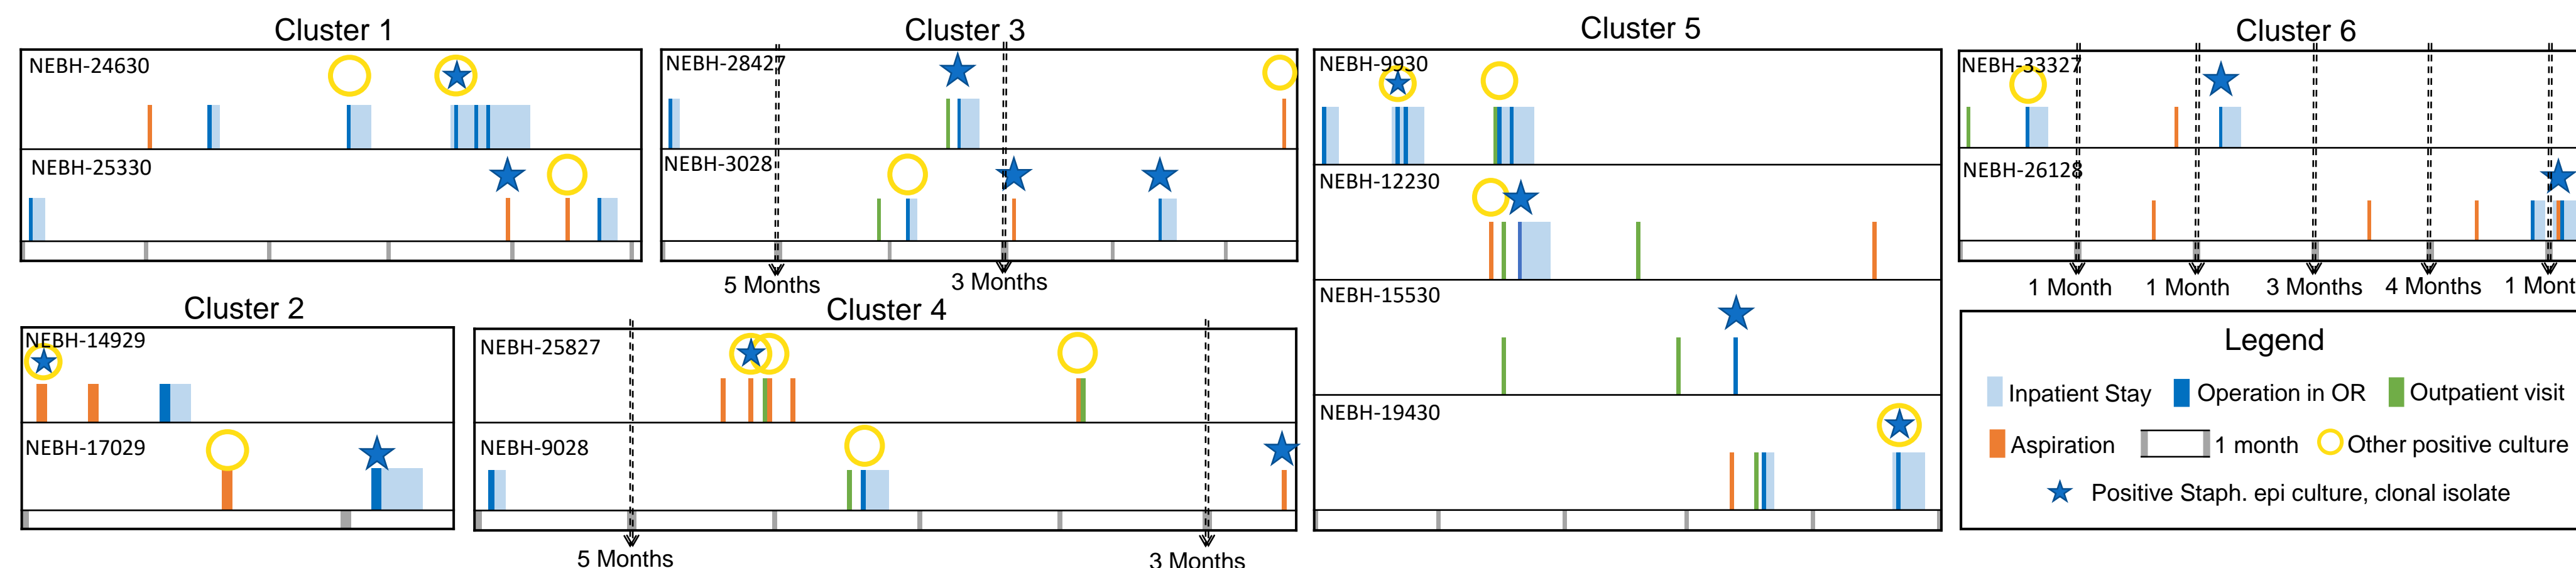 Cluster 1
NEBH-24630
NEBH-25330
Cluster 3
NEBH-28427
NEBH-3028
5 Months
3 Months
Cluster 5
NEBH-9930
NEBH-12230
NEBH-15530
NEBH-19430
Cluster 6
NEBH-33327
NEBH-26128
1 Month
1 Month
3 Months
4 Months
1 Mont
Cluster 2
NEBH-14929
NEBH-17029
Cluster 4
NEBH-25827
NEBH-9028
5 Months
3 Months
Legend
Inpatient Stay
Operation in OR
Outpatient visit
Aspiration
1 month
Other positive culture
Positive Staph. epi culture, clonal isolate